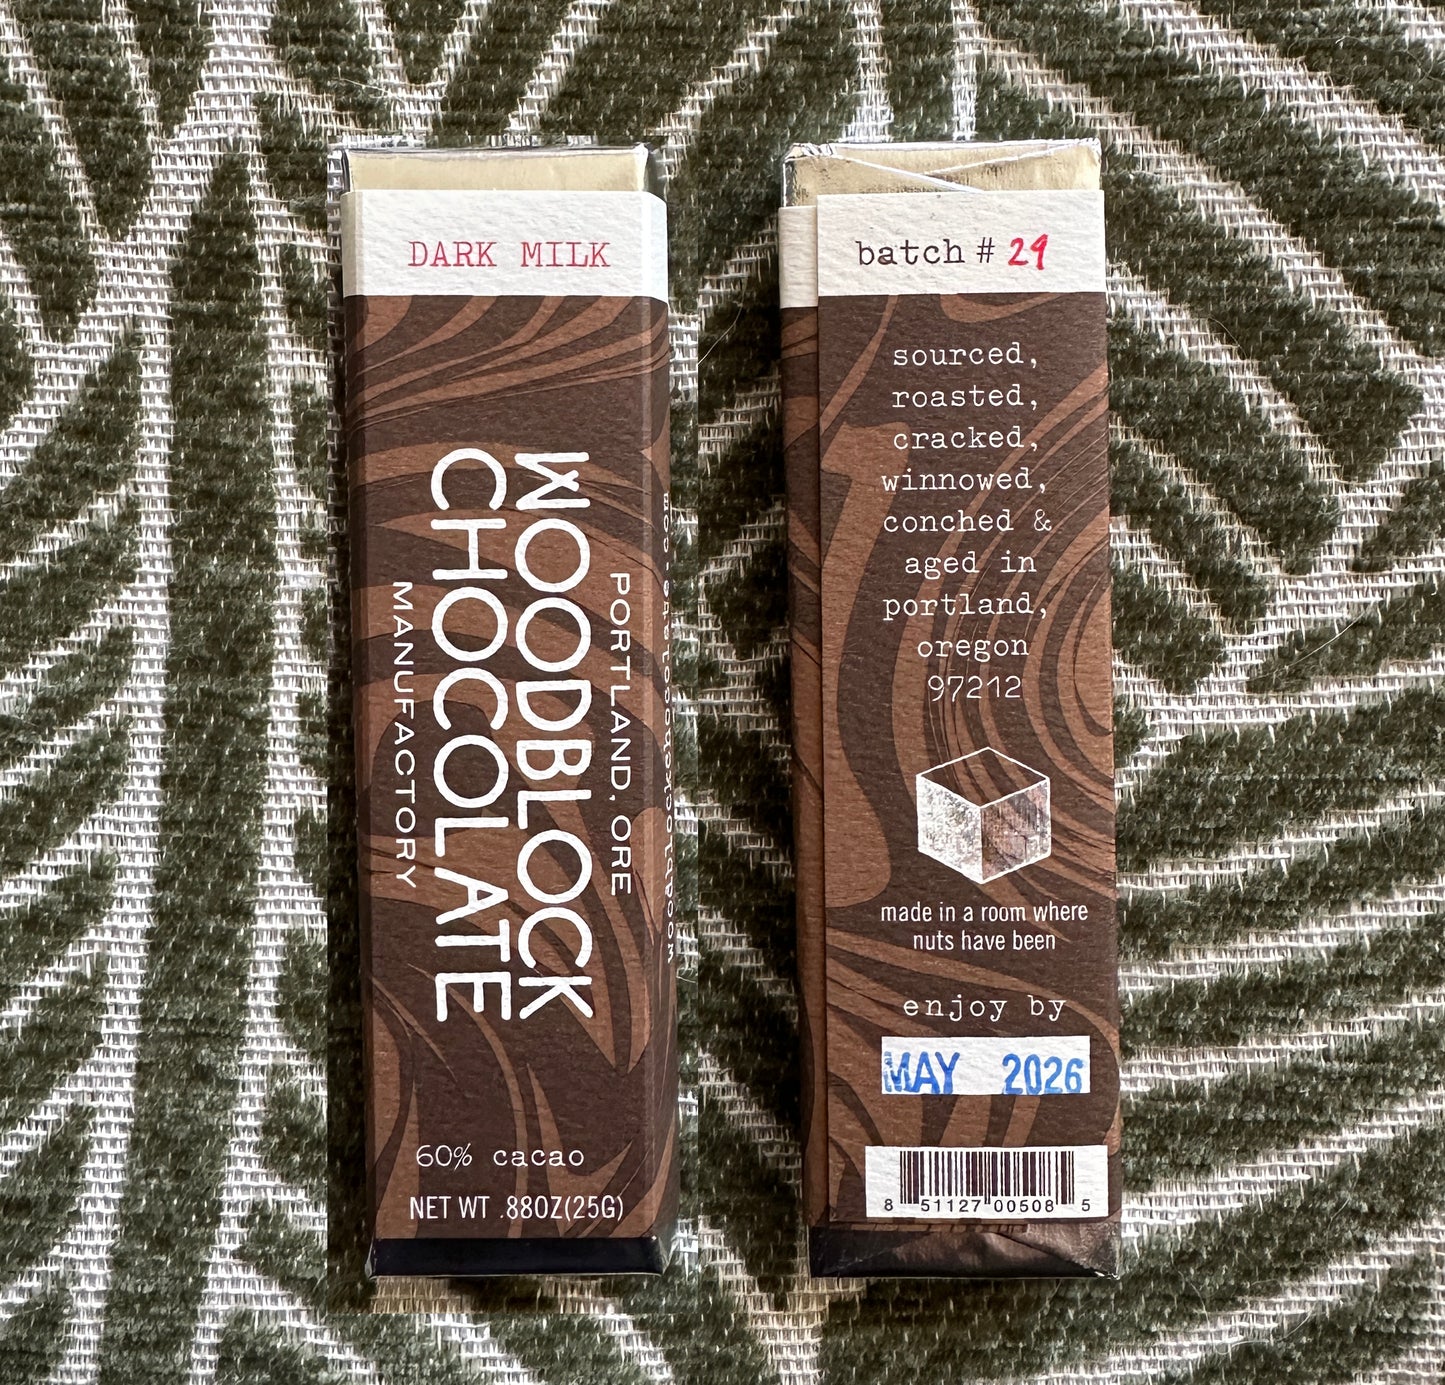 DARK MILK
PORTLAND, ORE
WOODBLOCK
CHOCOLATE
MANUFACTORY
woodblockchocolate.com
60% cacao
NET WT .88OZ(25G)
batch # 29
sourced,
roasted,
cracked,
winnowed,
conched &
aged in
portland,
oregon
97212
made in a room where
nuts have been
enjoy by
MAY 2026
8 51127 00508 5